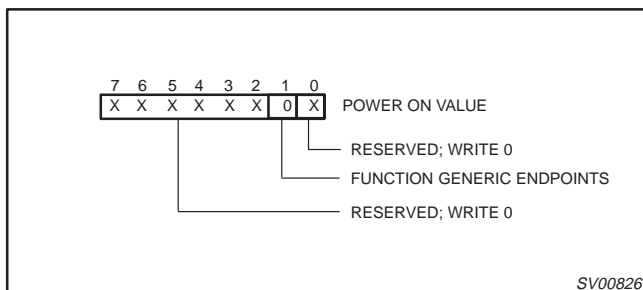 7 6 5 4 3 2 1 0
X X X X X X 0 X POWER ON VALUE
RESERVED; WRITE 0
FUNCTION GENERIC ENDPOINTS
RESERVED; WRITE 0
SV00826